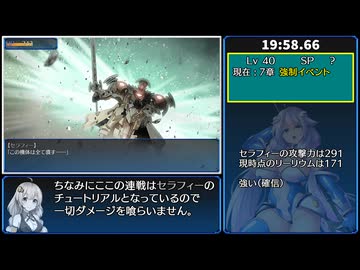 19:58.66
Lv 40 SP ?
現在:7章 強制イベント
【セラフィー】
「この機体は全て壊す――」
セラフィーの攻撃力は291
現時点のリーリウムは171
強い(確信)
ちなみにここの連戦はセラフィーの
チュートリアルとなっているので
一切ダメージを喰らいません。